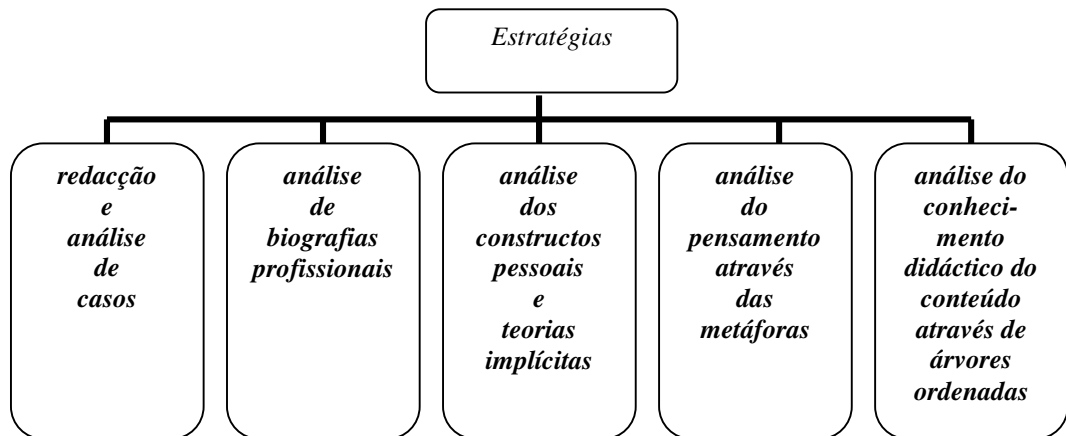 Estratégias
redacção
e
análise
de
casos
análise
de
biografias
profissionais
análise
dos
constructos
pessoais
e
teorias
implícitas
análise
do
pensamento
através
das
metáforas
análise do
conheci-
mento
didáctico do
conteúdo
através de
árvores
ordenadas